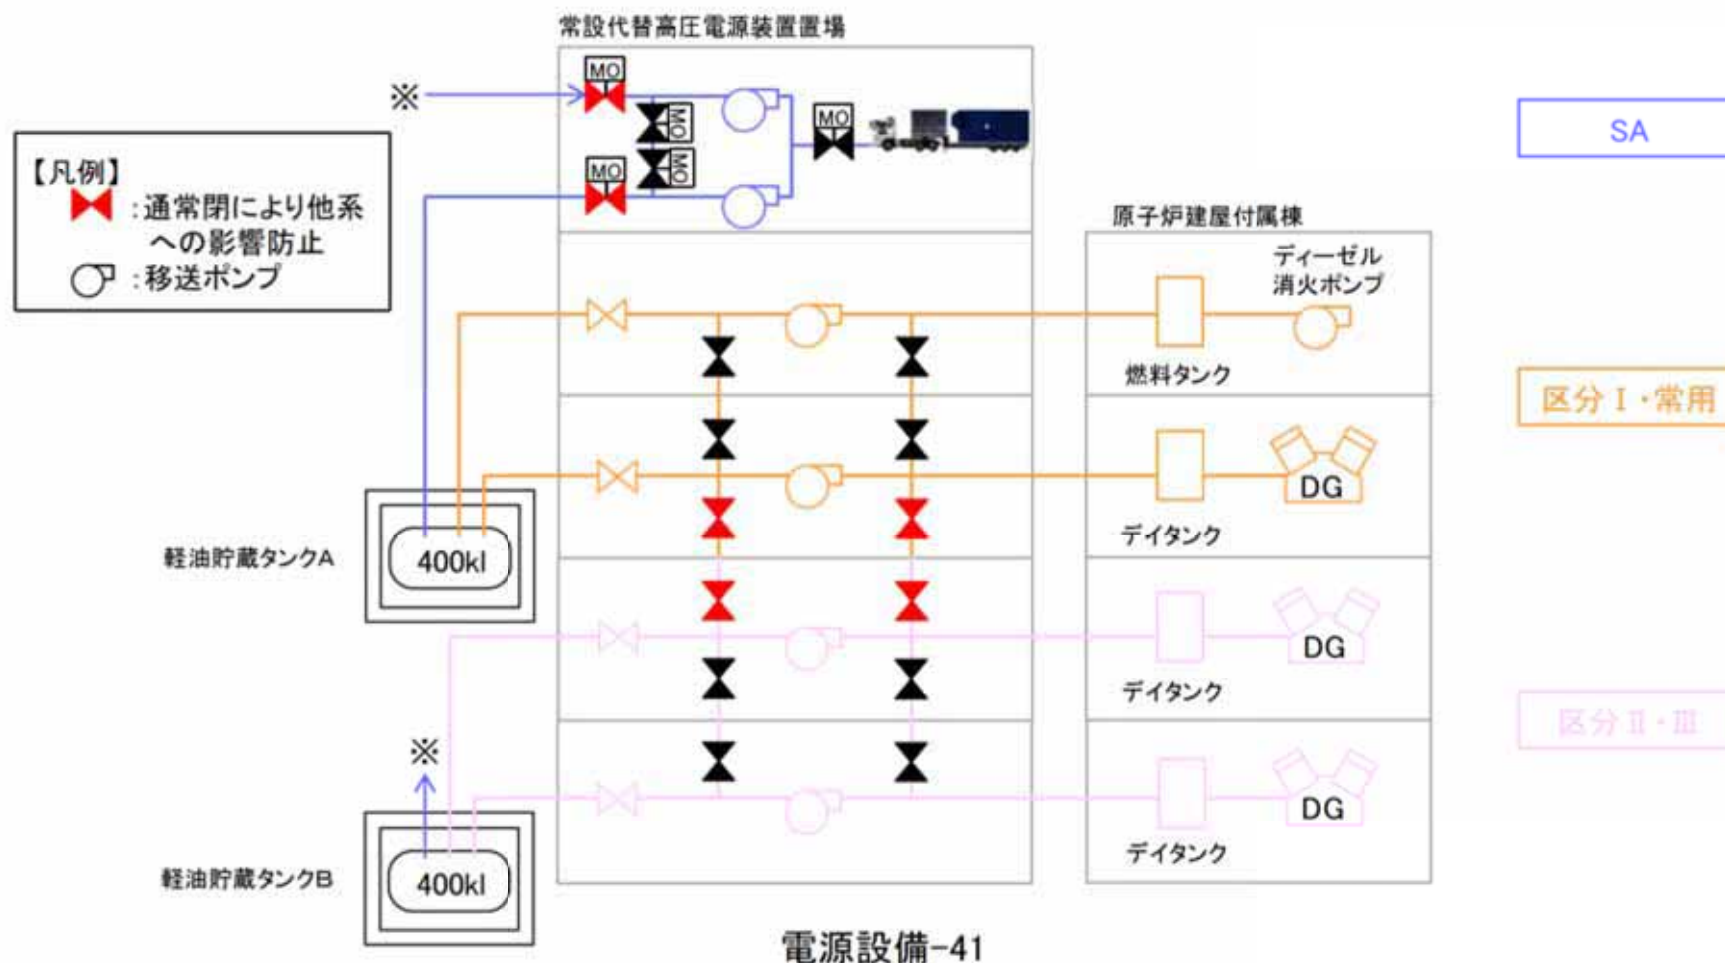 常設代替高圧電源装置置場
MO
※
MO
SA
MO
【凡例】
MO
:通常閉により他系
への影響防止
MO
:移送ポンプ
原子炉建屋付属棟
ディーゼル
消火ポンプ
燃料タンク
区分Ⅰ・常用
DG
デイタンク
軽油貯蔵タンクA
400kl
DG
デイタンク
区分Ⅱ・Ⅲ
※
DG
デイタンク
軽油貯蔵タンクB
400kl
電源設備-41